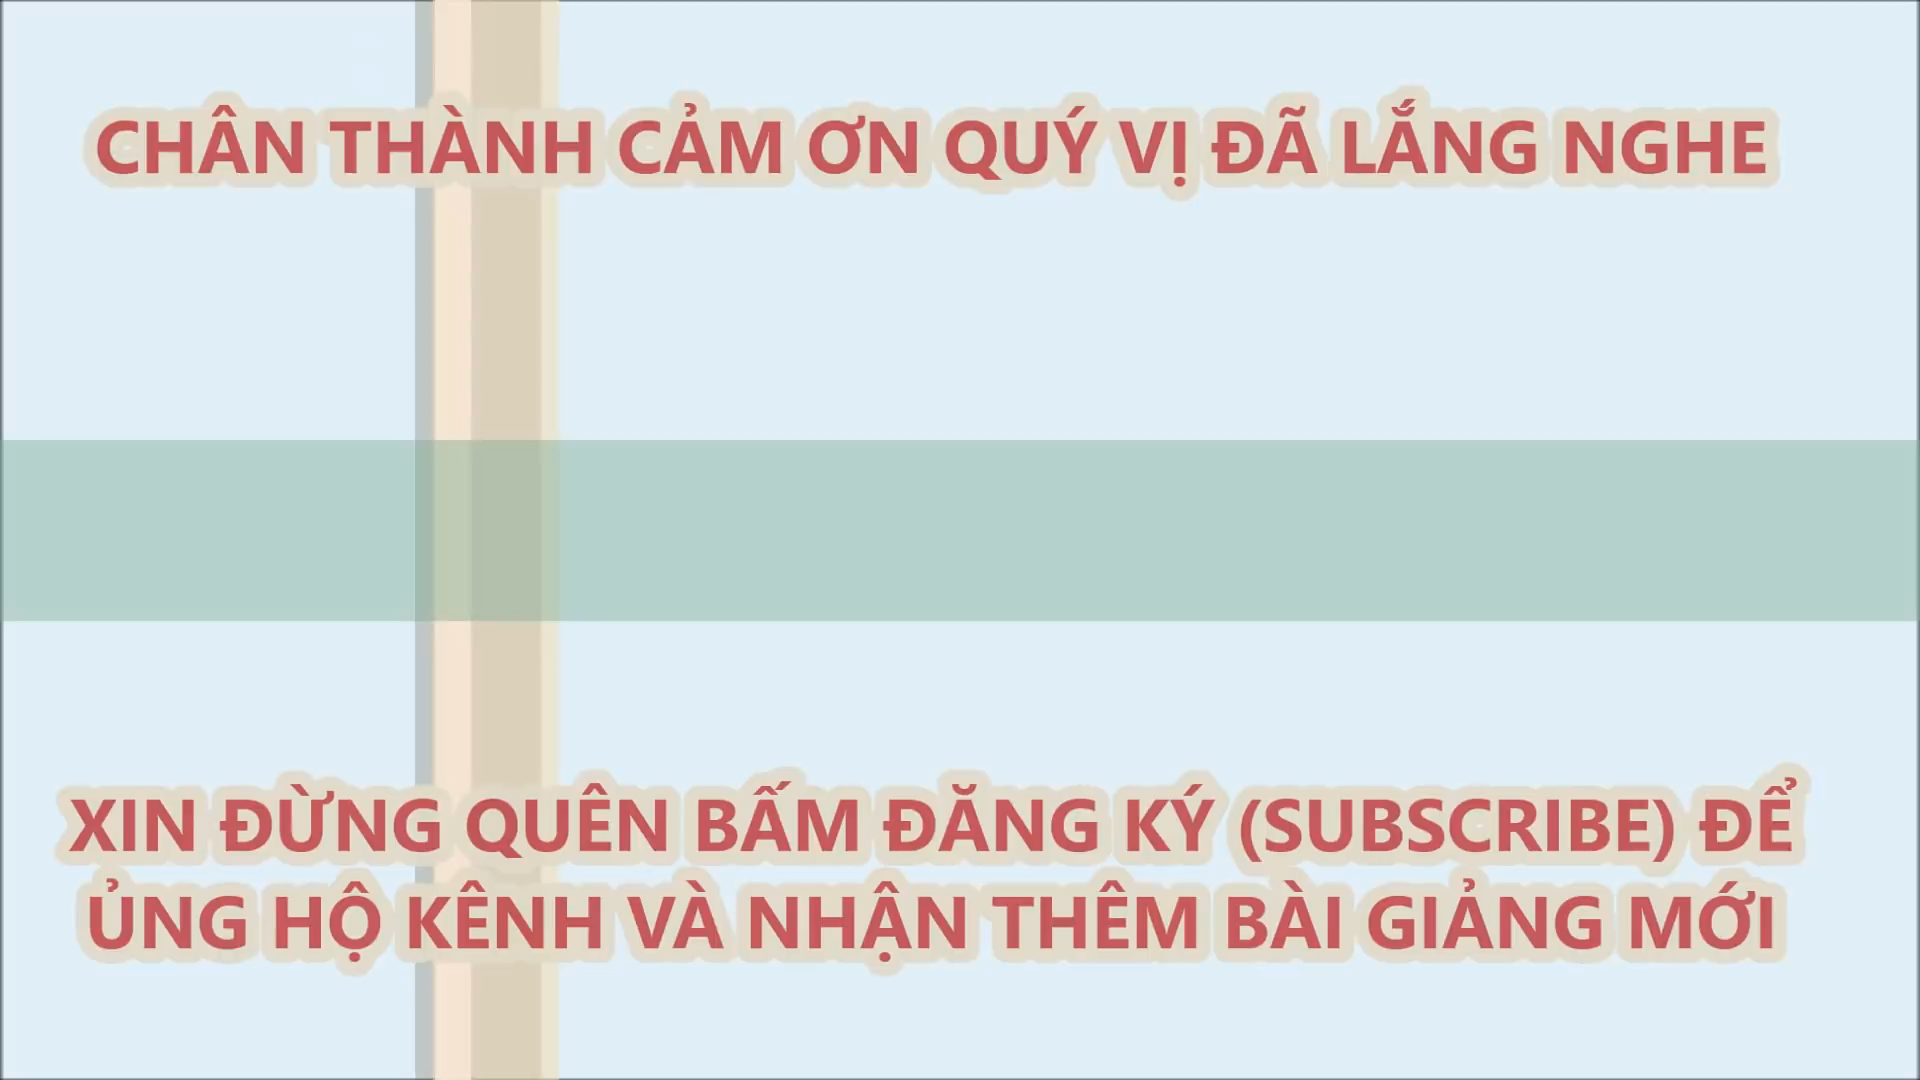 CHÂN THÀNH CẢM ƠN QUÝ VỊ ĐÃ LẮNG NGHE
XIN ĐỪNG QUÊN BẤM ĐĂNG KÝ (SUBSCRIBE) ĐỂ
ỦNG HỘ KÊNH VÀ NHẬN THÊM BÀI GIẢNG MỚI